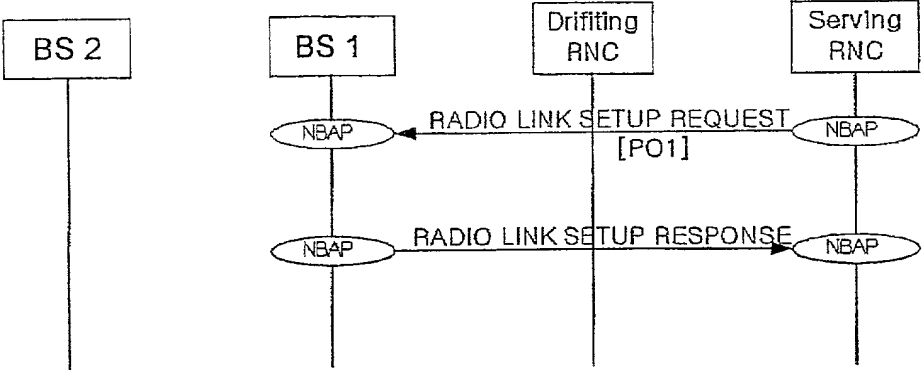 BS 2
BS 1
Drifiting
RNC
Serving
RNC
NBAP
RADIO LINK SETUP REQUEST
[PO1]
NBAP
NBAP
RADIO LINK SETUP RESPONSE
NBAP